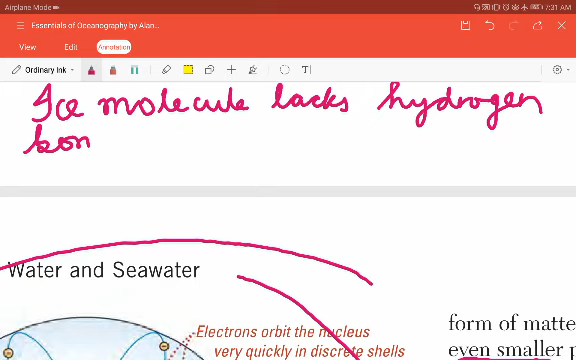 Airplane Mode
7:31 AM
Essentials of Oceanography by Alan...
View Edit Annotation
Ordinary Ink
Ice molecule lacks hydrogen
bon
Water and Seawater
Electrons orbit the nucleus
very quickly in discrete shells
form of matte
even smaller p